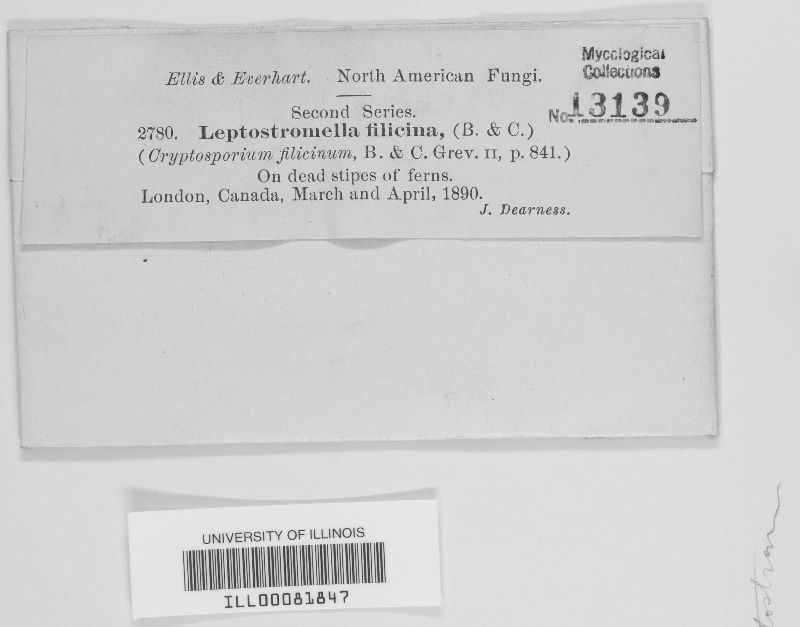 Ellis & Everhart. North American Fungi.
Mycological
Collections
No. 13139
Second Series.
2780. Leptostromella filicina, (B. & C.)
(Cryptosporium filicinum, B. & C. Grev. II, p. 841.)
On dead stipes of ferns.
London, Canada, March and April, 1890.
J. Dearness.
UNIVERSITY OF ILLINOIS
ILL00081847